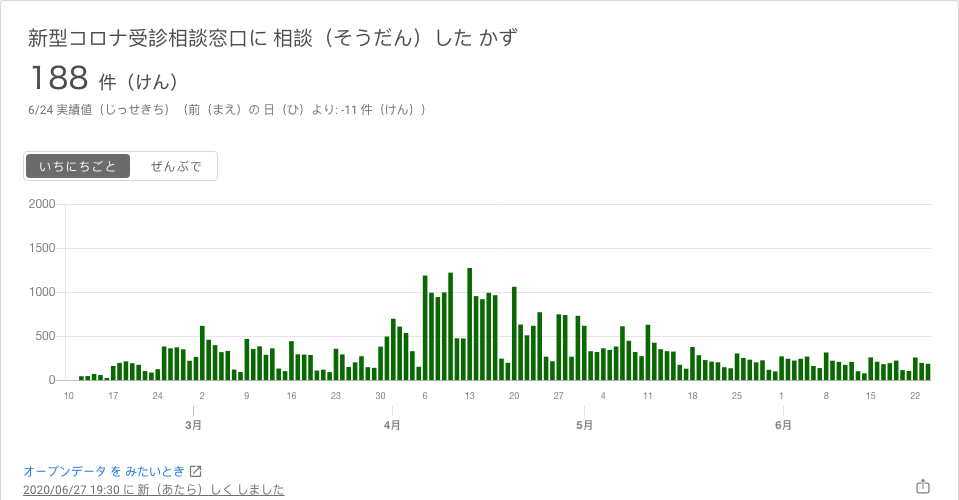 新型コロナ受診相談窓口に 相談（そうだん）した かず
188 件（けん）
6/24 実績値（じっせきち）（前（まえ）の 日（ひ）より: -11 件（けん））
いちにちごと ぜんぶで
2000
1500
1000
500
0
10 17 24 2 9 16 23 30 6 13 20 27 4 11 18 25 1 8 15 22
3月 4月 5月 6月
オープンデータ を みたいとき
2020/06/27 19:30 に 新（あたら）しく しました